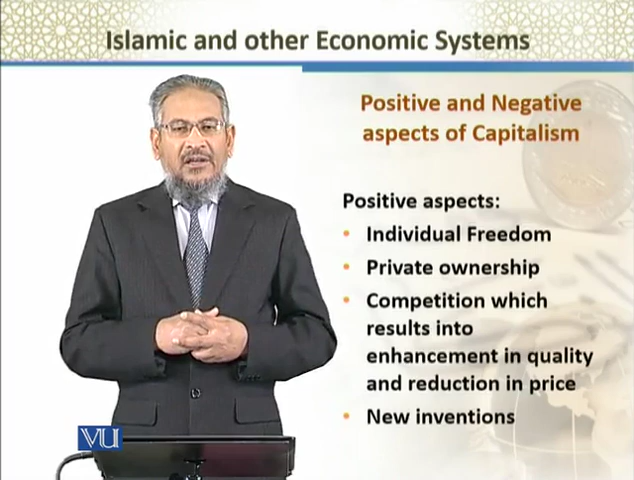 Islamic and other Economic Systems
Positive and Negative
aspects of Capitalism
Positive aspects:
• Individual Freedom
• Private ownership
• Competition which
results into
enhancement in quality
and reduction in price
• New inventions
VU